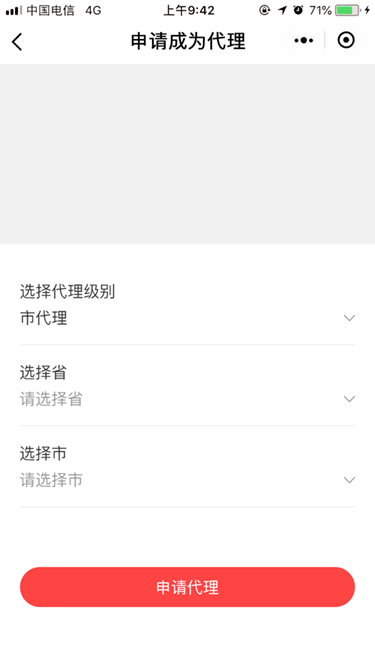 中国电信 4G 上午9:42 71%
申请成为代理
选择代理级别
市代理
选择省
请选择省
选择市
请选择市
申请代理